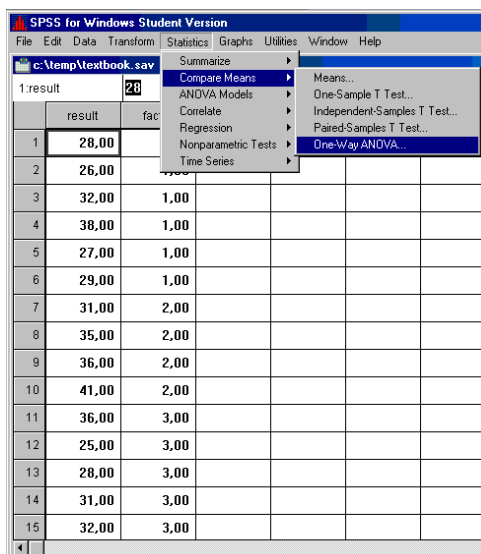 SPSS for Windows Student Version
File Edit Data Transform Statistics Graphs Utilities Window Help
c:\temp\textbook.sav
1:result 28
Summarize
Compare Means
ANOVA Models
Correlate
Regression
Nonparametric Tests
Time Series
Means...
One-Sample T Test...
Independent-Samples T Test...
Paired-Samples T Test...
One-Way ANOVA...
result fac
1 28,00
2 26,00
3 32,00 1,00
4 38,00 1,00
5 27,00 1,00
6 29,00 1,00
7 31,00 2,00
8 35,00 2,00
9 36,00 2,00
10 41,00 2,00
11 36,00 3,00
12 25,00 3,00
13 28,00 3,00
14 31,00 3,00
15 32,00 3,00